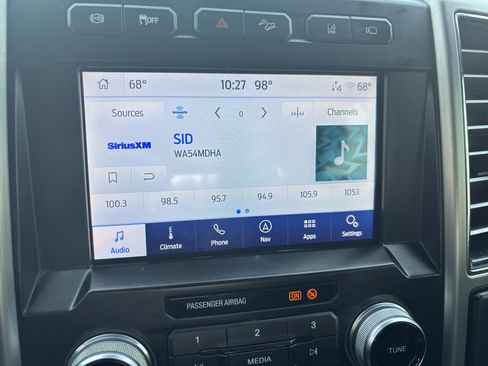 OFF
68° 10:27 98° 68°
Sources 0 Channels
SiriusXM
SID
WA54MDHA
100.3 98.5 95.7 94.9 105.9 105.1
Audio Climate Phone Nav Apps Settings
PASSENGER AIRBAG ON
1 2 3
MEDIA
TUNE